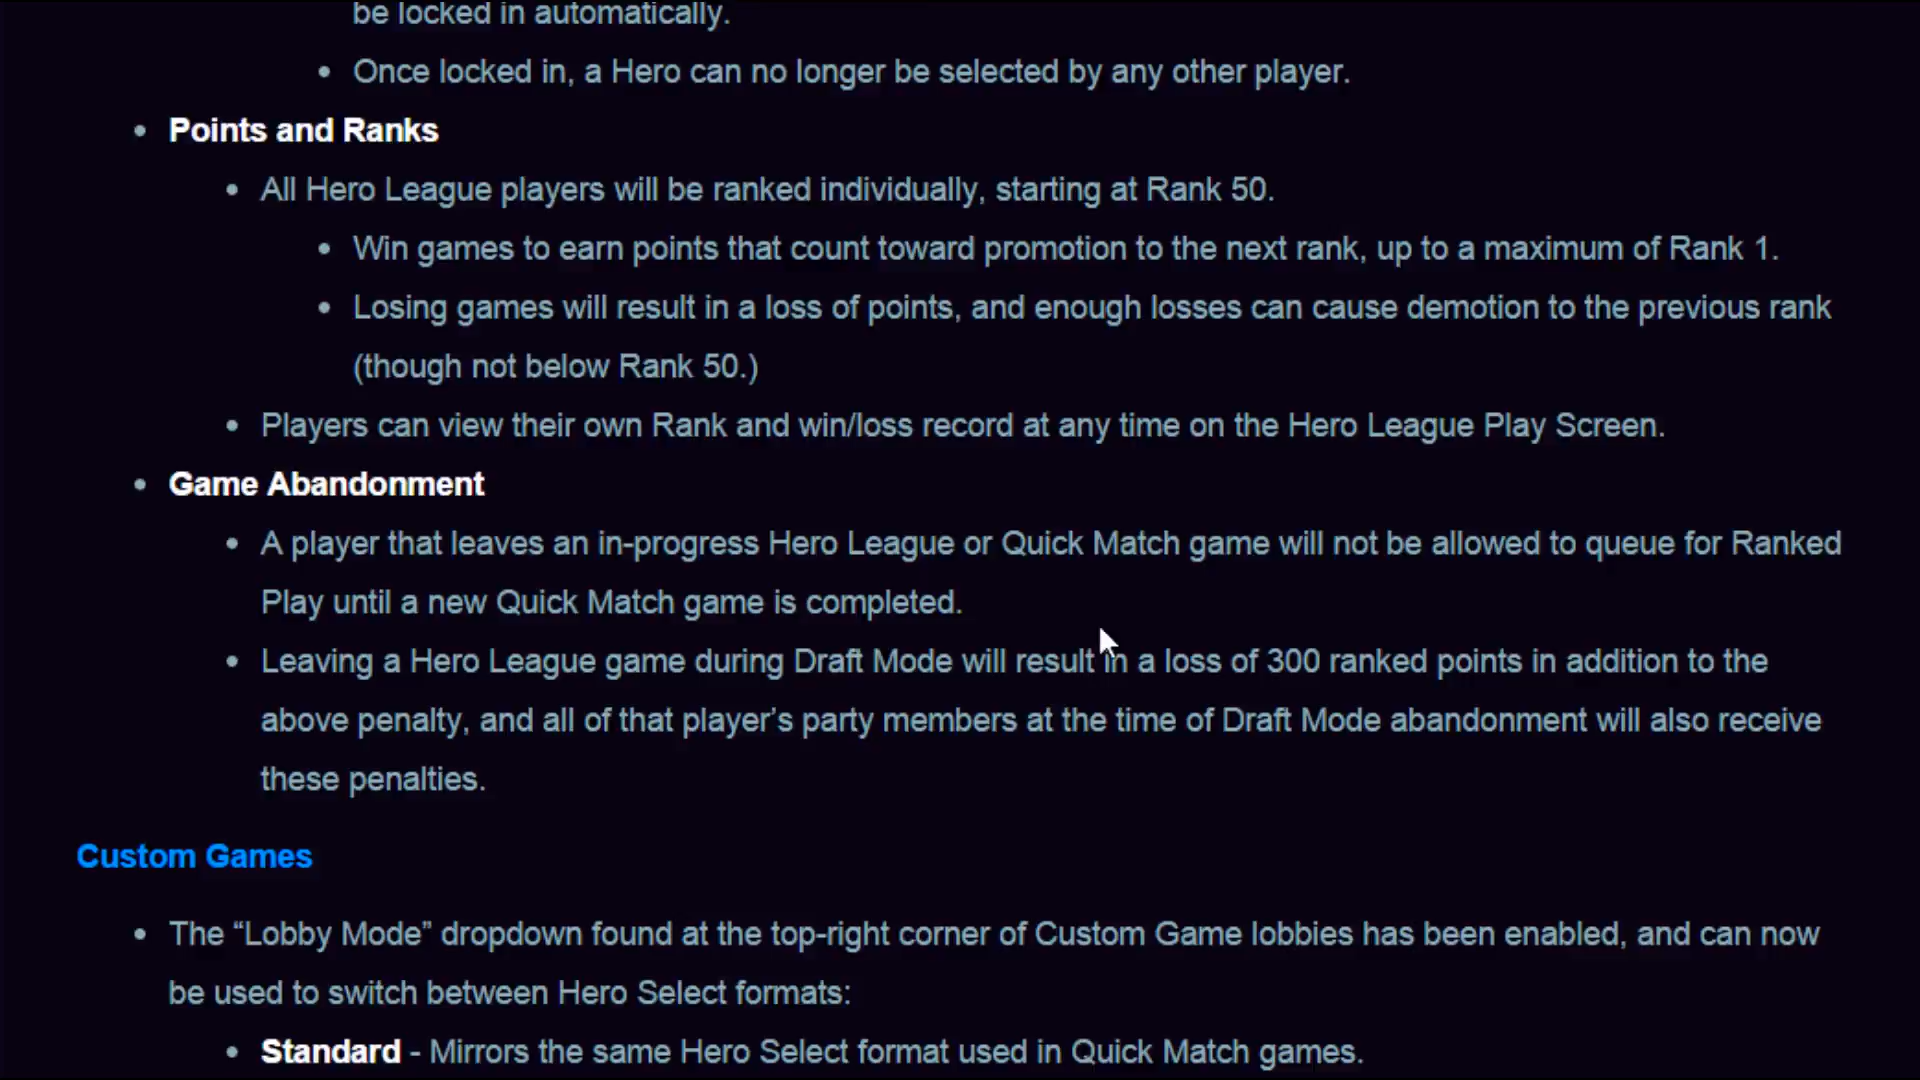 be locked in automatically.
• Once locked in, a Hero can no longer be selected by any other player.
• Points and Ranks
• All Hero League players will be ranked individually, starting at Rank 50.
• Win games to earn points that count toward promotion to the next rank, up to a maximum of Rank 1.
• Losing games will result in a loss of points, and enough losses can cause demotion to the previous rank
(though not below Rank 50.)
• Players can view their own Rank and win/loss record at any time on the Hero League Play Screen.
• Game Abandonment
• A player that leaves an in-progress Hero League or Quick Match game will not be allowed to queue for Ranked
Play until a new Quick Match game is completed.
• Leaving a Hero League game during Draft Mode will result in a loss of 300 ranked points in addition to the
above penalty, and all of that player’s party members at the time of Draft Mode abandonment will also receive
these penalties.
Custom Games
• The “Lobby Mode” dropdown found at the top-right corner of Custom Game lobbies has been enabled, and can now
be used to switch between Hero Select formats:
• Standard - Mirrors the same Hero Select format used in Quick Match games.